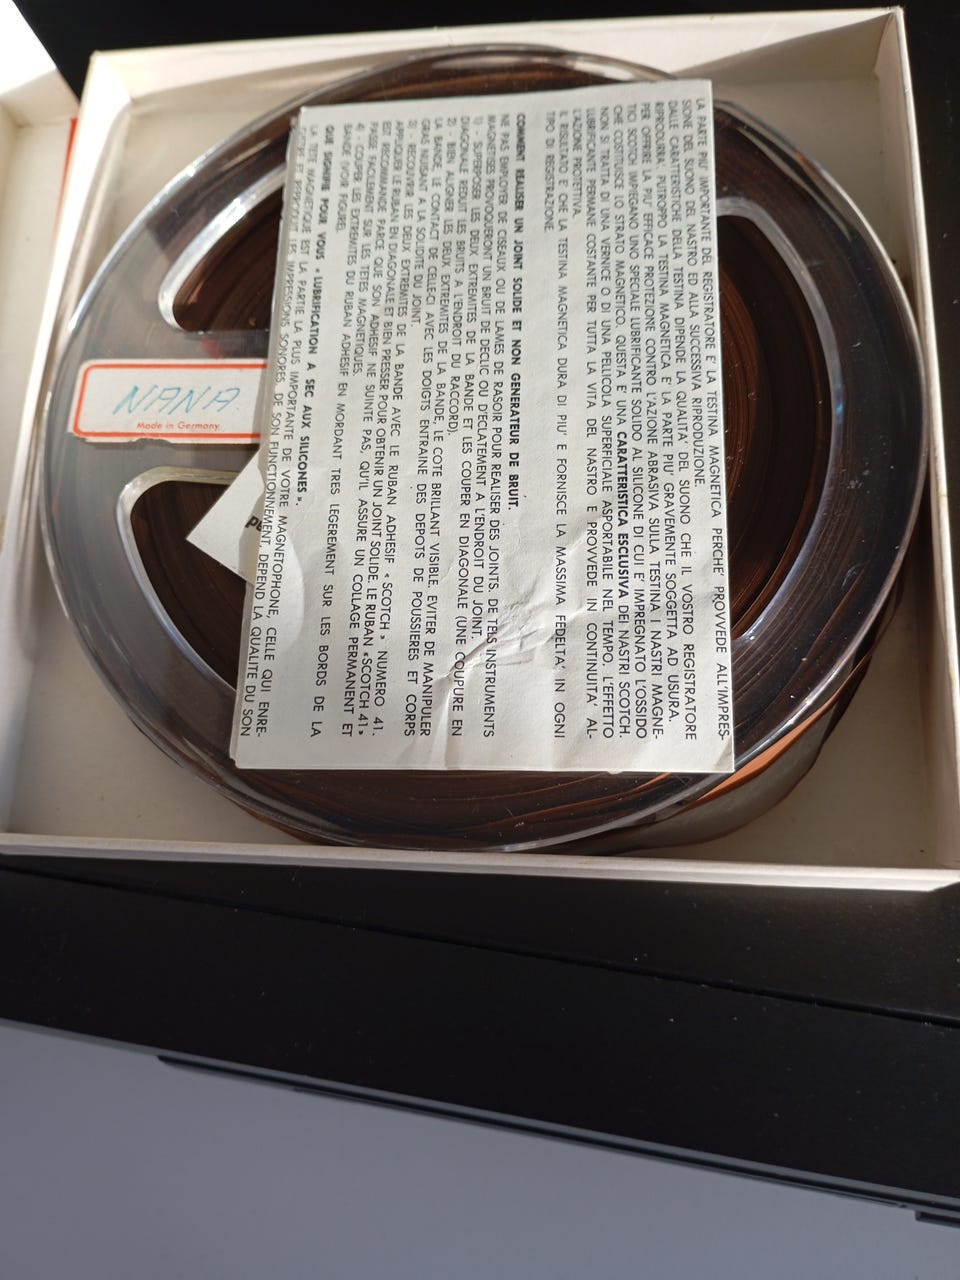 LA PARTE PIU' IMPORTANTE DEL REGISTRATORE E' LA TESTINA MAGNETICA PERCHE' PROVVEDE ALL'IMPRES-
SIONE DEL SUONO DEL NASTRO ED ALLA SUCCESSIVA RIPRODUZIONE.
DALLE CARATTERISTICHE DELLA TESTINA DIPENDE LA QUALITA' DEL SUONO CHE IL VOSTRO REGISTRATORE
RIPRODURRA'. PUTROPPO LA TESTINA MAGNETICA E' LA PARTE PIU' GRAVEMENTE SOGGETTA AD USURA.
PER OFFRIRE LA PIU' EFFICACE PROTEZIONE CONTRO L'AZIONE ABRASIVA SULLA TESTINA I NASTRI MAGNE-
TICI SCOTCH IMPIEGANO UNO SPECIALE LUBRIFICANTE SOLIDO AL SILICONE DI CUI E' IMPREGNATO L'OSSIDO
CHE COSTITUISCE LO STRATO MAGNETICO. QUESTA E' UNA CARATTERISTICA ESCLUSIVA DEI NASTRI SCOTCH.
NON SI TRATTA DI UNA VERNICE O DI UNA PELLICOLA SUPERFICIALE ASPORTABILE NEL TEMPO. L'EFFETTO
LUBRIFICANTE PERMANE COSTANTE PER TUTTA LA VITA DEL NASTRO E PROVVEDE IN CONTINUITA' AL-
L'AZIONE PROTETTIVA.
IL RISULTATO E' CHE LA TESTINA MAGNETICA DURA DI PIU' E FORNISCE LA MASSIMA FEDELTA' IN OGNI
TIPO DI REGISTRAZIONE.
COMMENT REALISER UN JOINT SOLIDE ET NON GENERATEUR DE BRUIT.
NE PAS EMPLOYER DE CISEAUX OU DE LAMES DE RASOIR POUR REALISER DES JOINTS. DE TELS INSTRUMENTS
MAGNETISES PROVOQUERONT UN BRUIT DE DECLIC OU D'ECLATEMENT A L'ENDROIT DU JOINT.
1) - SUPERPOSER LES DEUX EXTREMITES DE LA BANDE ET LES COUPER EN DIAGONALE (UNE COUPURE EN
DIAGONALE REDUIT LES BRUITS A L'ENDROIT DU RACCORD).
2) - BIEN ALIGNER LES DEUX EXTREMITES DE LA BANDE, LE COTE BRILLANT VISIBLE. EVITER DE MANIPULER
LA BANDE. LE CONTACT DE CELLE-CI AVEC LES DOIGTS ENTRAINE DES DEPOTS DE POUSSIERES ET CORPS
GRAS NUISANT A LA SOLIDITE DU JOINT.
3) - RECOUVRIR LES DEUX EXTREMITES DE LA BANDE AVEC LE RUBAN ADHESIF « SCOTCH » NUMERO 41.
APPLIQUER LE RUBAN EN DIAGONALE ET BIEN PRESSER POUR OBTENIR UN JOINT SOLIDE. LE RUBAN «SCOTCH 41»
EST RECOMMANDE PARCE QUE SON ADHESIF NE SUINTE PAS, QU'IL ASSURE UN COLLAGE PERMANENT ET
PASSE FACILEMENT SUR LES TETES MAGNETIQUES.
4) - COUPER LES EXTREMITES DU RUBAN ADHESIF EN MORDANT TRES LEGEREMENT SUR LES BORDS DE LA
BANDE (VOIR FIGURE).
QUE SIGNIFIE POUR VOUS « LUBRIFICATION A SEC AUX SILICONES ».
LA TETE MAGNETIQUE EST LA PARTIE LA PLUS IMPORTANTE DE VOTRE MAGNETOPHONE, CELLE QUI ENRE-
GISTRE ET REPRODUIT LES IMPRESSIONS SONORES. DE SON FUNCTIONNEMENT, DEPEND LA QUALITE DU SON
NANA
Made in Germany